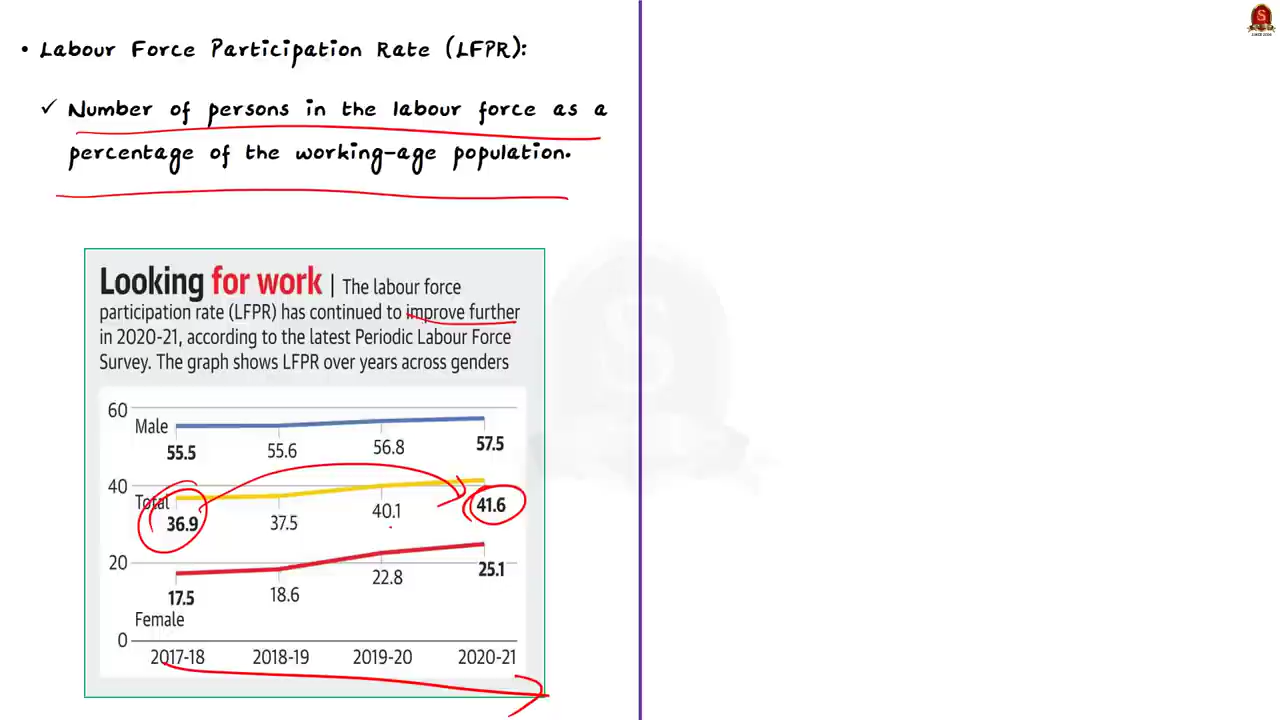 • Labour Force Participation Rate (LFPR):
✓ Number of persons in the labour force as a
percentage of the working-age population.
Looking for work | The labour force
participation rate (LFPR) has continued to improve further
in 2020-21, according to the latest Periodic Labour Force
Survey. The graph shows LFPR over years across genders
60
Male
55.5 55.6 56.8 57.5
40
Total
36.9 37.5 40.1 41.6
20
17.5 18.6 22.8 25.1
Female
0
2017-18 2018-19 2019-20 2020-21
S